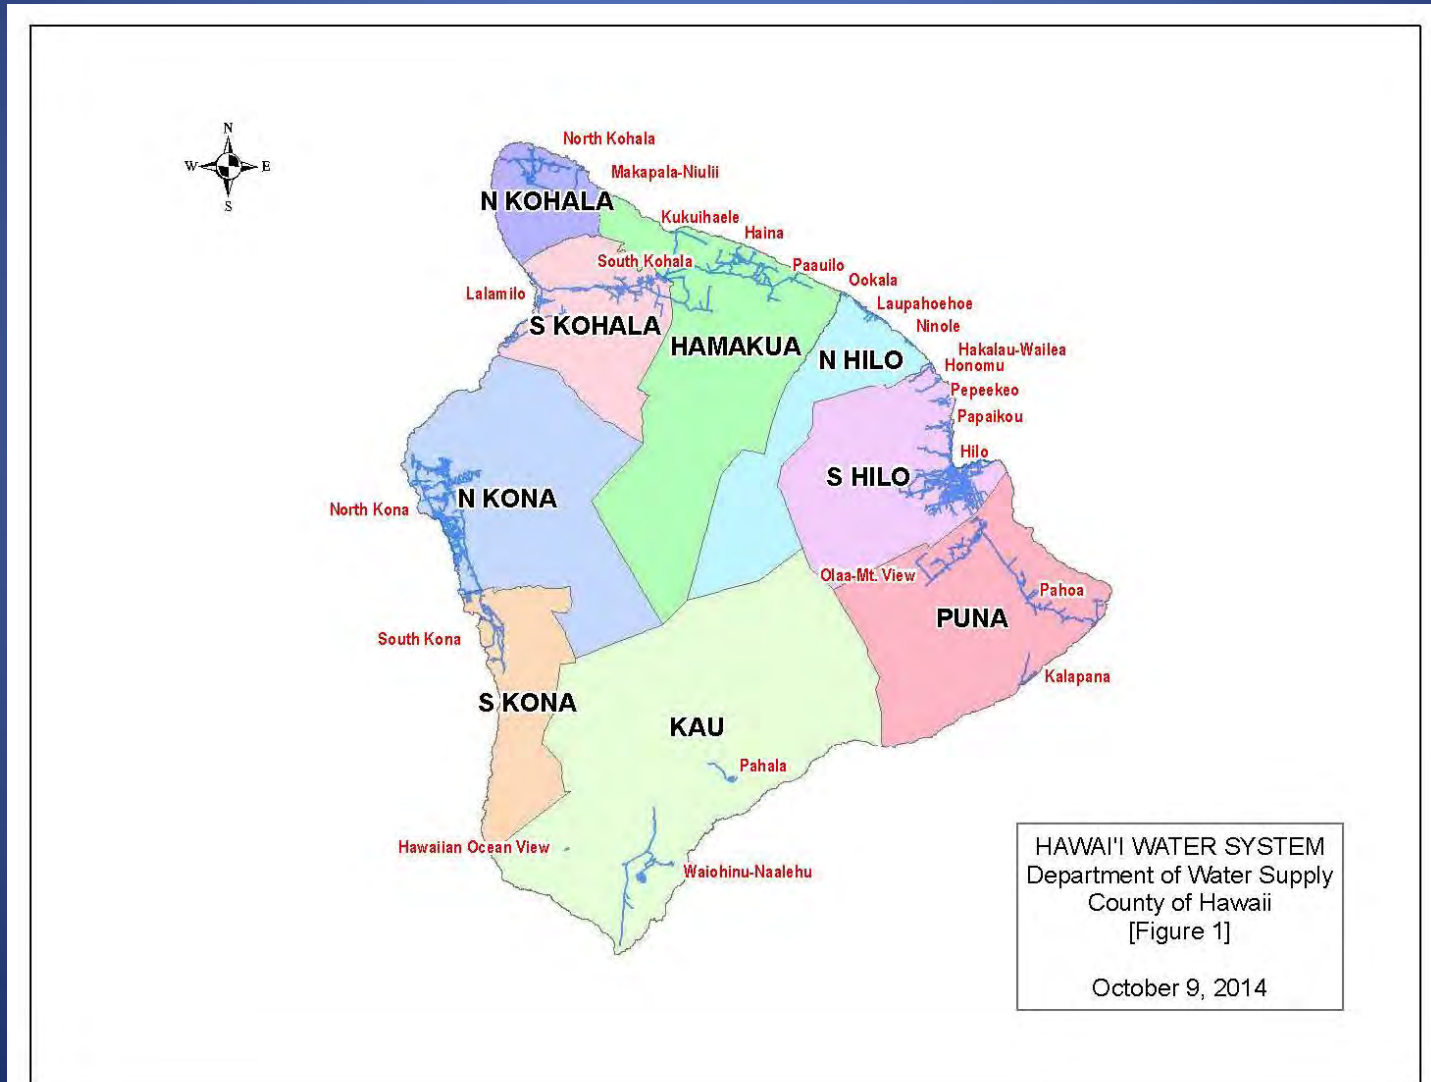 N
W E
S
North Kohala
Makapala-Niulii
N KOHALA
Kukuihaele
Haina
South Kohala
Paauilo
Ookala
Lalamilo
Laupahoehoe
S KOHALA
Ninole
HAMAKUA
N HILO
Hakalau-Wailea
Honomu
Pepeekeo
Papaikou
Hilo
S HILO
N KONA
North Kona
Olaa-Mt. View
Pahoa
PUNA
South Kona
Kalapana
S KONA
KAU
Pahala
Hawaiian Ocean View
Waiohinu-Naalehu
HAWAI'I WATER SYSTEM
Department of Water Supply
County of Hawaii
[Figure 1]
October 9, 2014